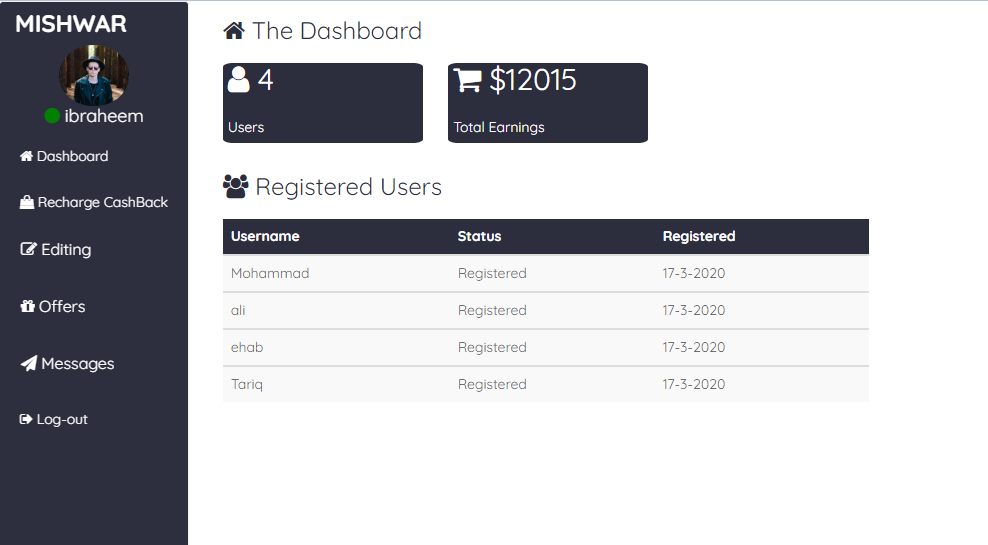 MISHWAR
ibraheem
Dashboard
Recharge CashBack
Editing
Offers
Messages
Log-out
The Dashboard
4
Users
$12015
Total Earnings
Registered Users
Username Status Registered
Mohammad Registered 17-3-2020
ali Registered 17-3-2020
ehab Registered 17-3-2020
Tariq Registered 17-3-2020